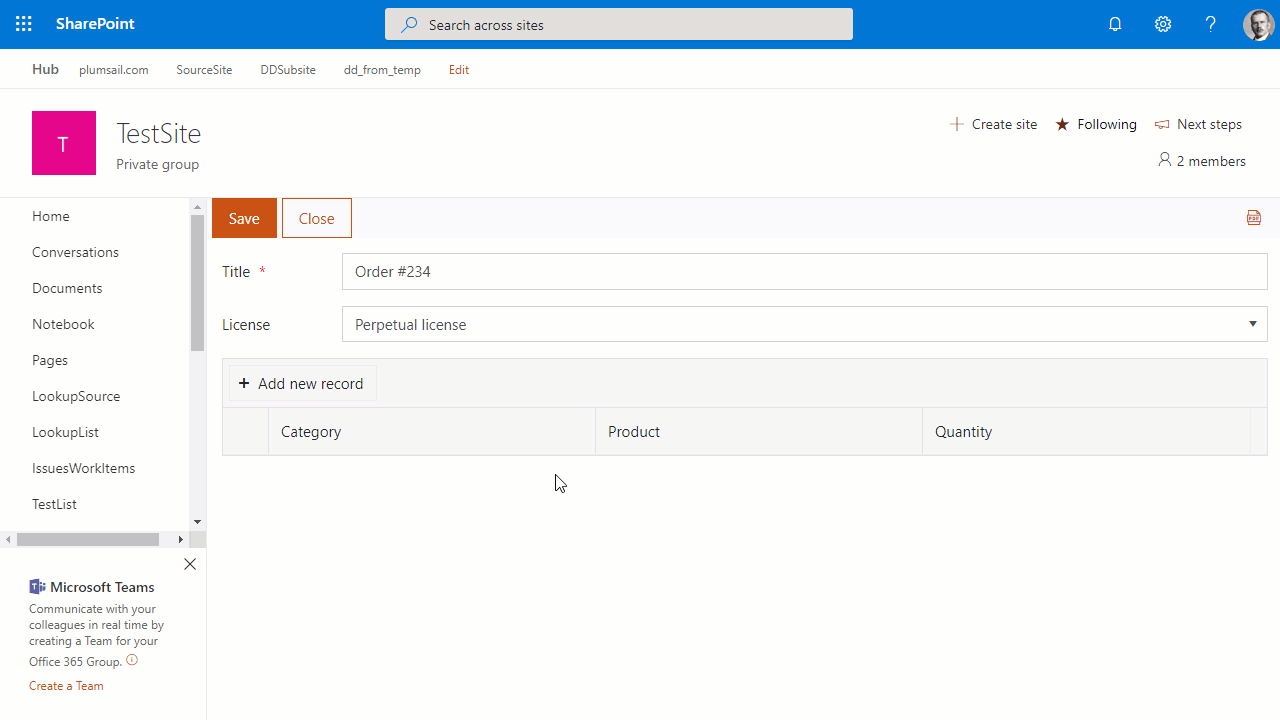 SharePoint
Search across sites
?
Hub plumsail.com SourceSite DDSubsite dd_from_temp Edit
T
TestSite
Private group
Create site Following Next steps
2 members
Home
Conversations
Documents
Notebook
Pages
LookupSource
LookupList
IssuesWorkItems
TestList
Save Close
PDF
Title * Order #234
License Perpetual license
+ Add new record
Category Product Quantity
Microsoft Teams
Communicate with your
colleagues in real time by
creating a Team for your
Office 365 Group.
Create a Team